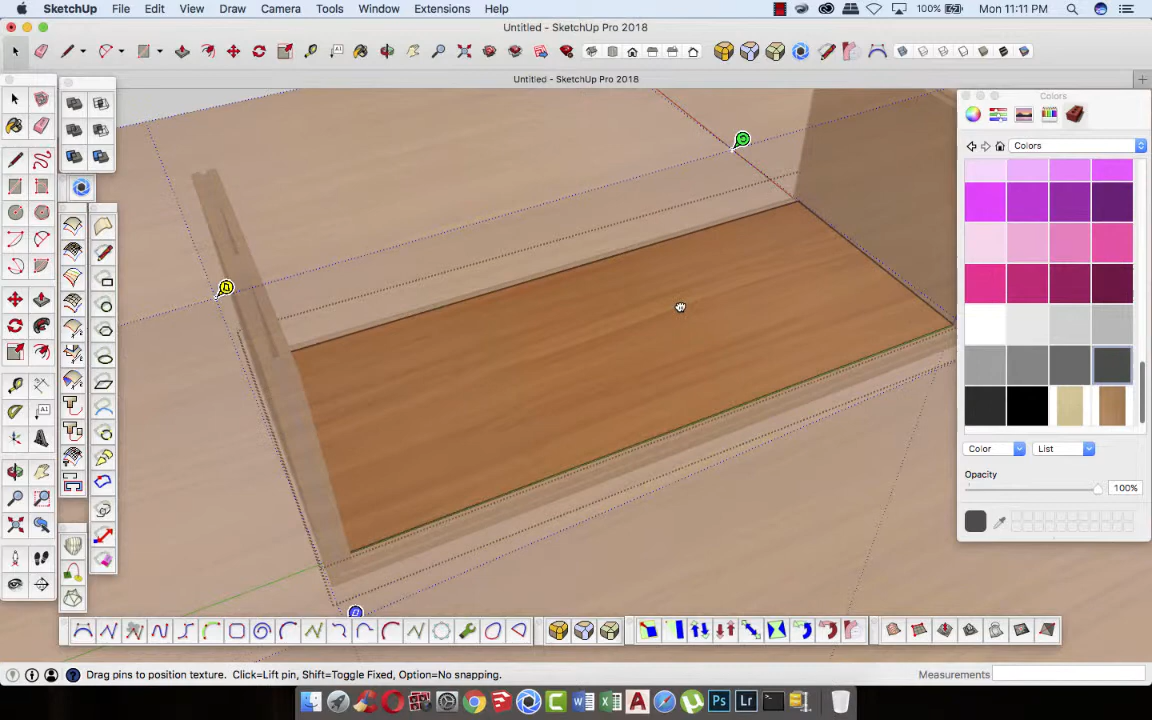 SketchUp File Edit View Draw Camera Tools Window Extensions Help 100% Mon 11:11 PM
Untitled - SketchUp Pro 2018
Untitled - SketchUp Pro 2018
Colors
Colors
Color List
Opacity
100%
Drag pins to position texture. Click=Lift pin, Shift=Toggle Fixed, Option=No snapping.
Measurements
Ps Lr